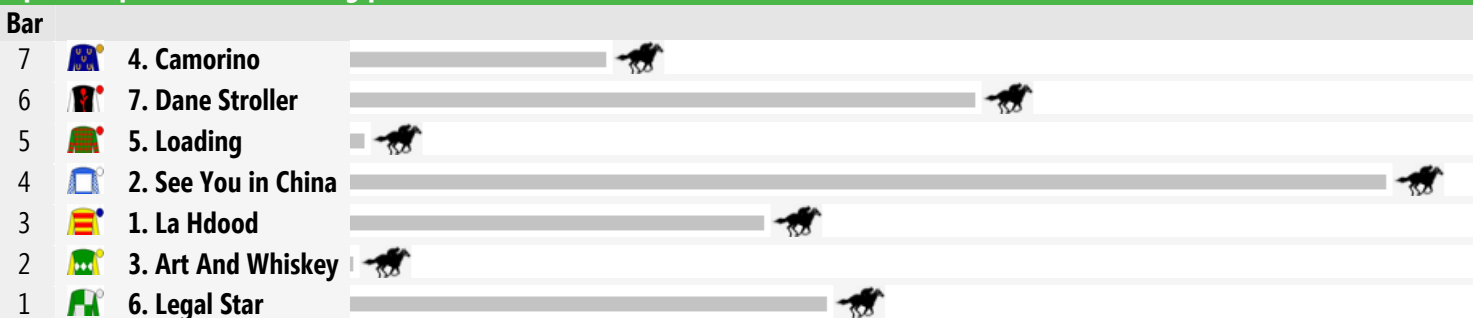 Bar
7 4. Camorino
6 7. Dane Stroller
5 5. Loading
4 2. See You in China
3 1. La Hdood
2 3. Art And Whiskey
1 6. Legal Star